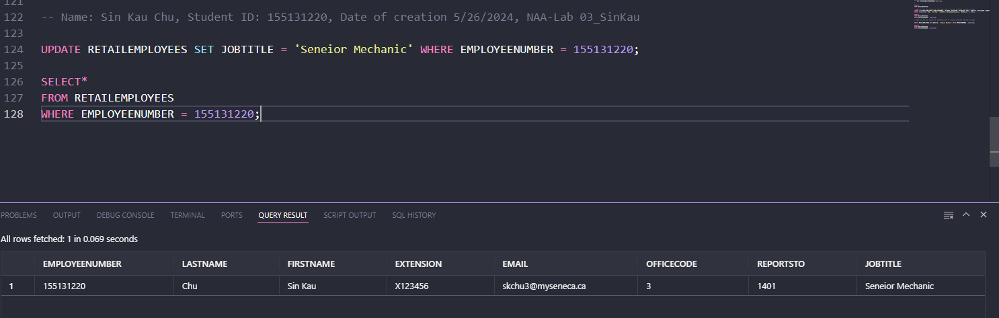 121
122 -- Name: Sin Kau Chu, Student ID: 155131220, Date of creation 5/26/2024, NAA-Lab 03_SinKau
123
124 UPDATE RETAILEMPLOYEES SET JOBTITLE = 'Seneior Mechanic' WHERE EMPLOYEENUMBER = 155131220;
125
126 SELECT*
127 FROM RETAILEMPLOYEES
128 WHERE EMPLOYEENUMBER = 155131220;
PROBLEMS OUTPUT DEBUG CONSOLE TERMINAL PORTS QUERY RESULT SCRIPT OUTPUT SQL HISTORY
All rows fetched: 1 in 0.069 seconds
EMPLOYEENUMBER LASTNAME FIRSTNAME EXTENSION EMAIL OFFICECODE REPORTSTO JOBTITLE
1 155131220 Chu Sin Kau X123456 skchu3@myseneca.ca 3 1401 Seneior Mechanic